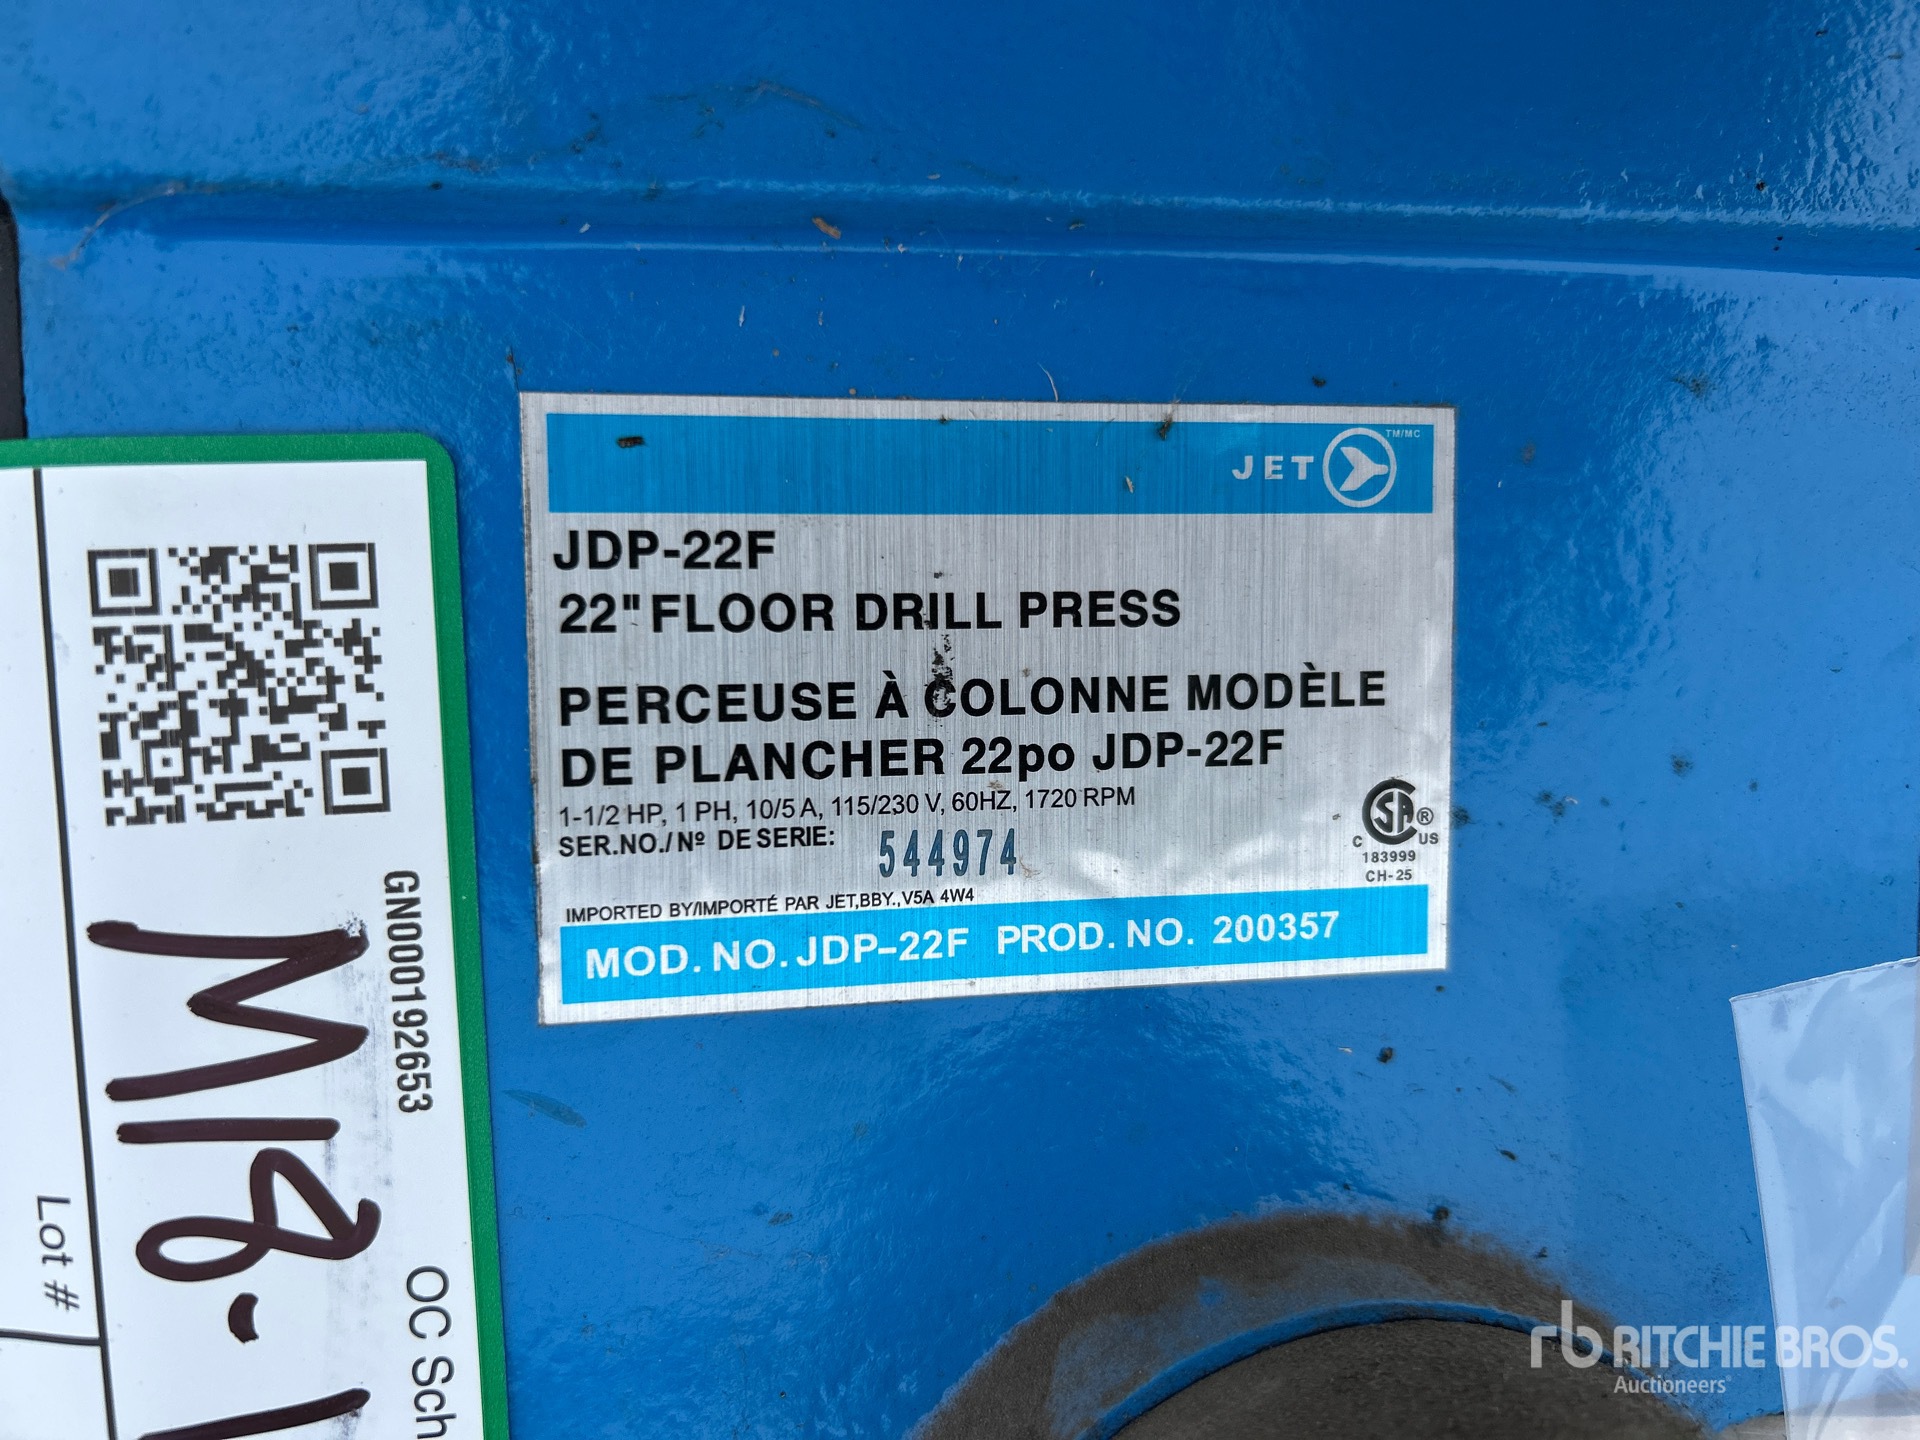 JET
TM/MC
JDP-22F
22" FLOOR DRILL PRESS
PERCEUSE À COLONNE MODÈLE
DE PLANCHER 22po JDP-22F
1-1/2 HP, 1 PH, 10/5 A, 115/230 V, 60HZ, 1720 RPM
SER.NO./Nº DE SERIE: 544974
IMPORTED BY/IMPORTÉ PAR JET,BBY.,V5A 4W4
C SA ® US
183999
CH-25
MOD. NO. JDP-22F PROD. NO. 200357
GN000192653
M18-1
OC Sch
Lot #
rb RITCHIE BROS.
Auctioneers